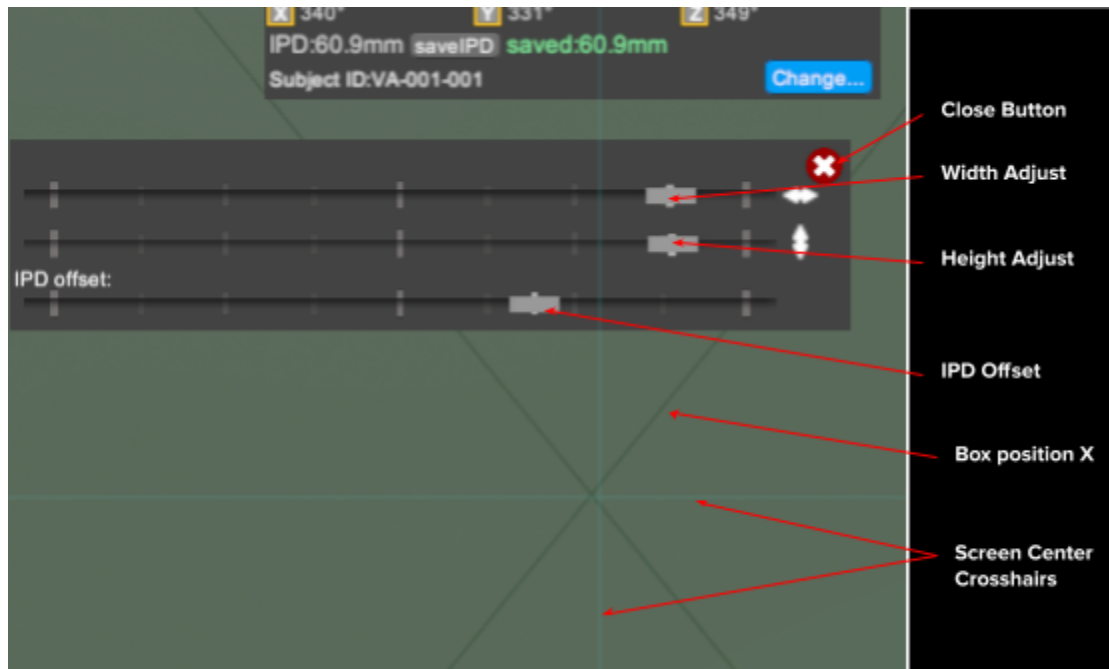 X 340° Y 331° Z 349°
IPD:60.9mm saveIPD saved:60.9mm
Subject ID:VA-001-001 Change...
Close Button
Width Adjust
Height Adjust
IPD offset:
IPD Offset
Box position X
Screen Center
Crosshairs